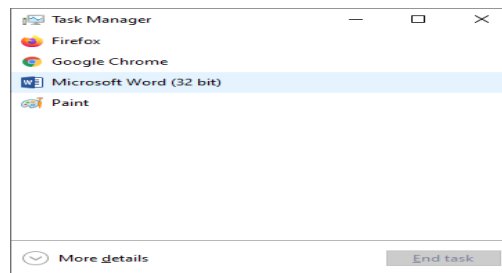 Task Manager
Firefox
Google Chrome
Microsoft Word (32 bit)
Paint
More details
End task